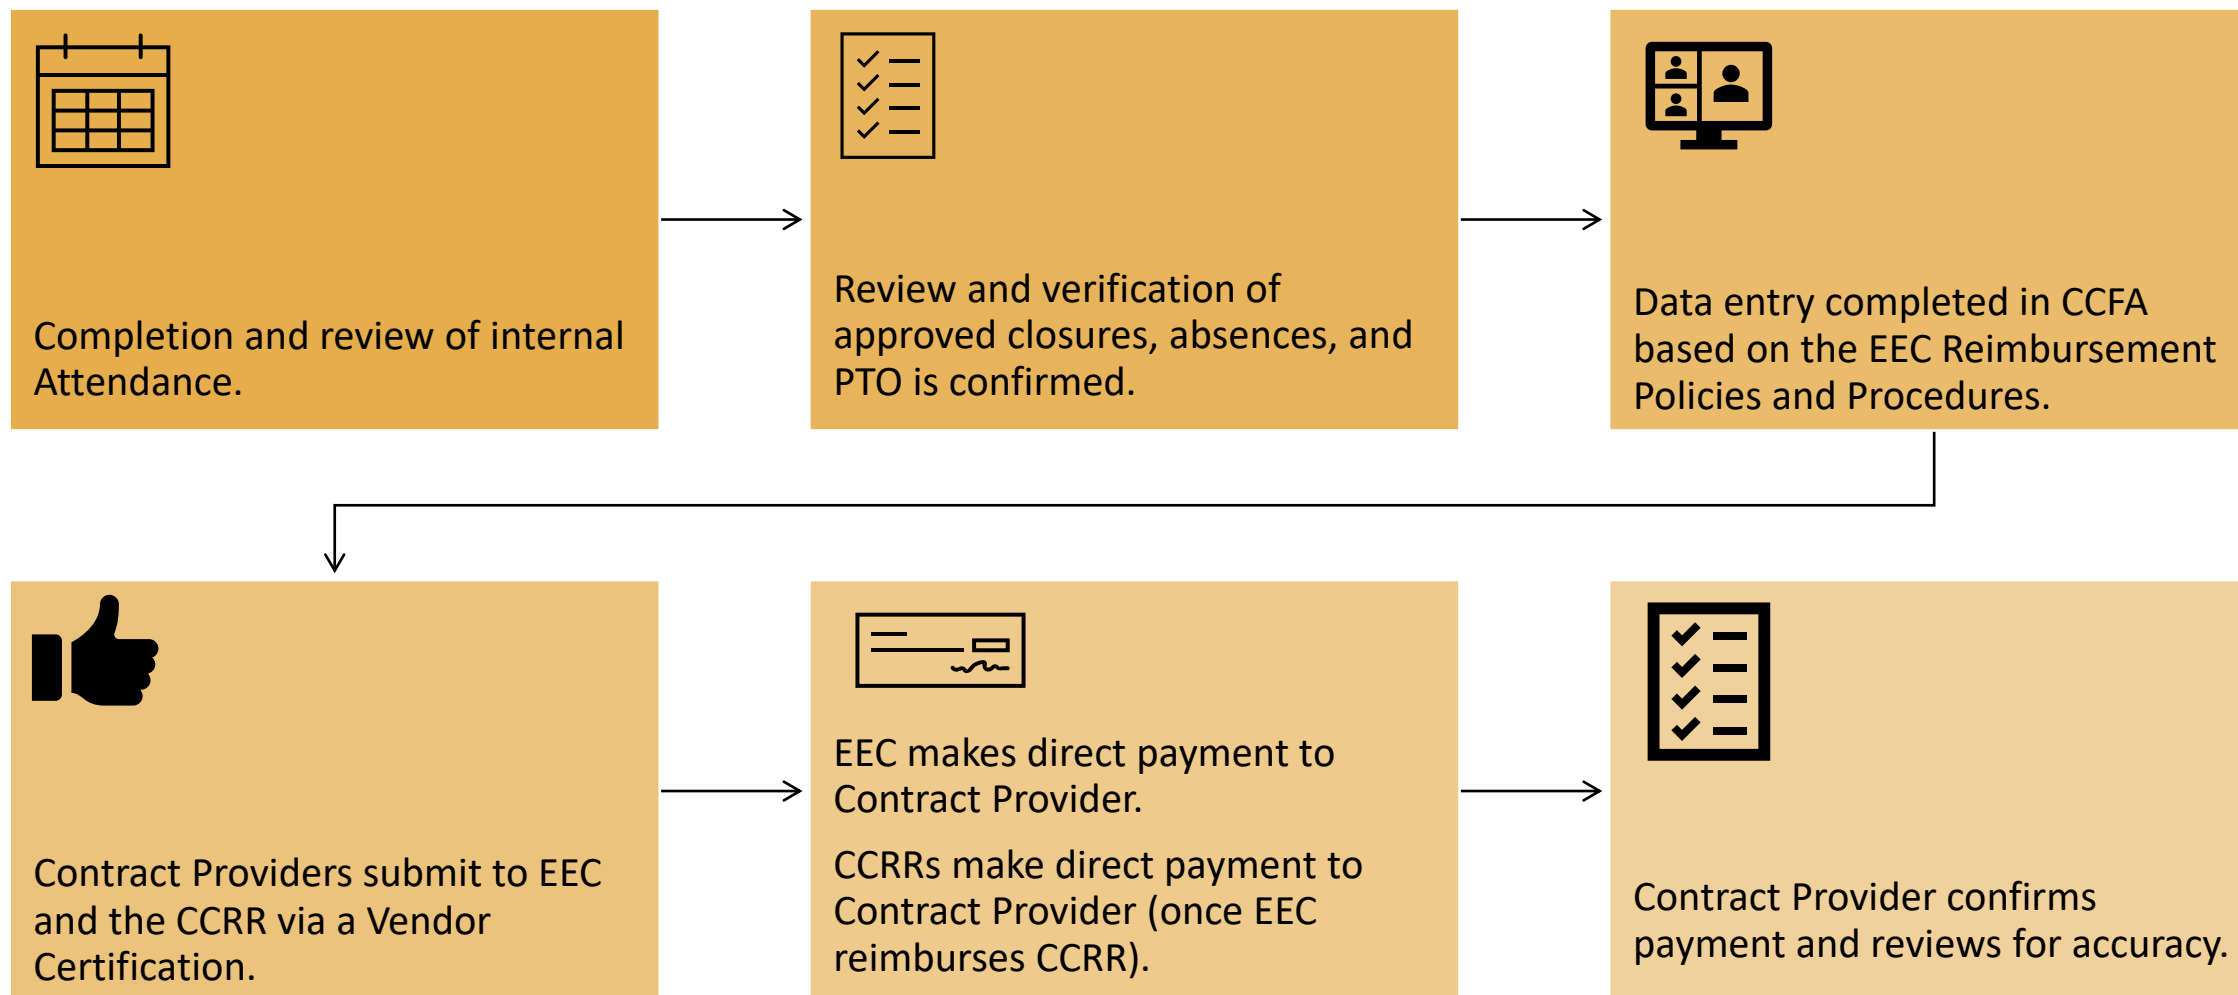 Completion and review of internal
Attendance.
Review and verification of
approved closures, absences, and
PTO is confirmed.
Data entry completed in CCFA
based on the EEC Reimbursement
Policies and Procedures.
Contract Providers submit to EEC
and the CCRR via a Vendor
Certification.
EEC makes direct payment to
Contract Provider.
CCRRs make direct payment to
Contract Provider (once EEC
reimburses CCRR).
Contract Provider confirms
payment and reviews for accuracy.